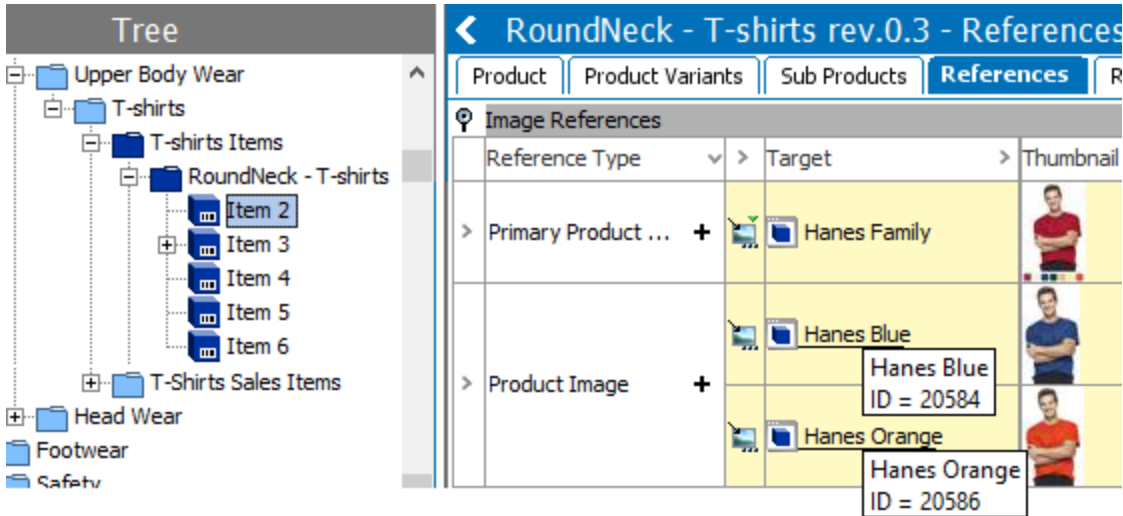 Tree
Upper Body Wear
T-shirts
T-shirts Items
RoundNeck - T-shirts
Item 2
Item 3
Item 4
Item 5
Item 6
T-Shirts Sales Items
Head Wear
Footwear
Safety
RoundNeck - T-shirts rev.0.3 - References
Product Product Variants Sub Products References R
Image References
Reference Type > Target > Thumbnail
> Primary Product ... + Hanes Family
Hanes Blue
Hanes Blue
ID = 20584
> Product Image +
Hanes Orange
Hanes Orange
ID = 20586